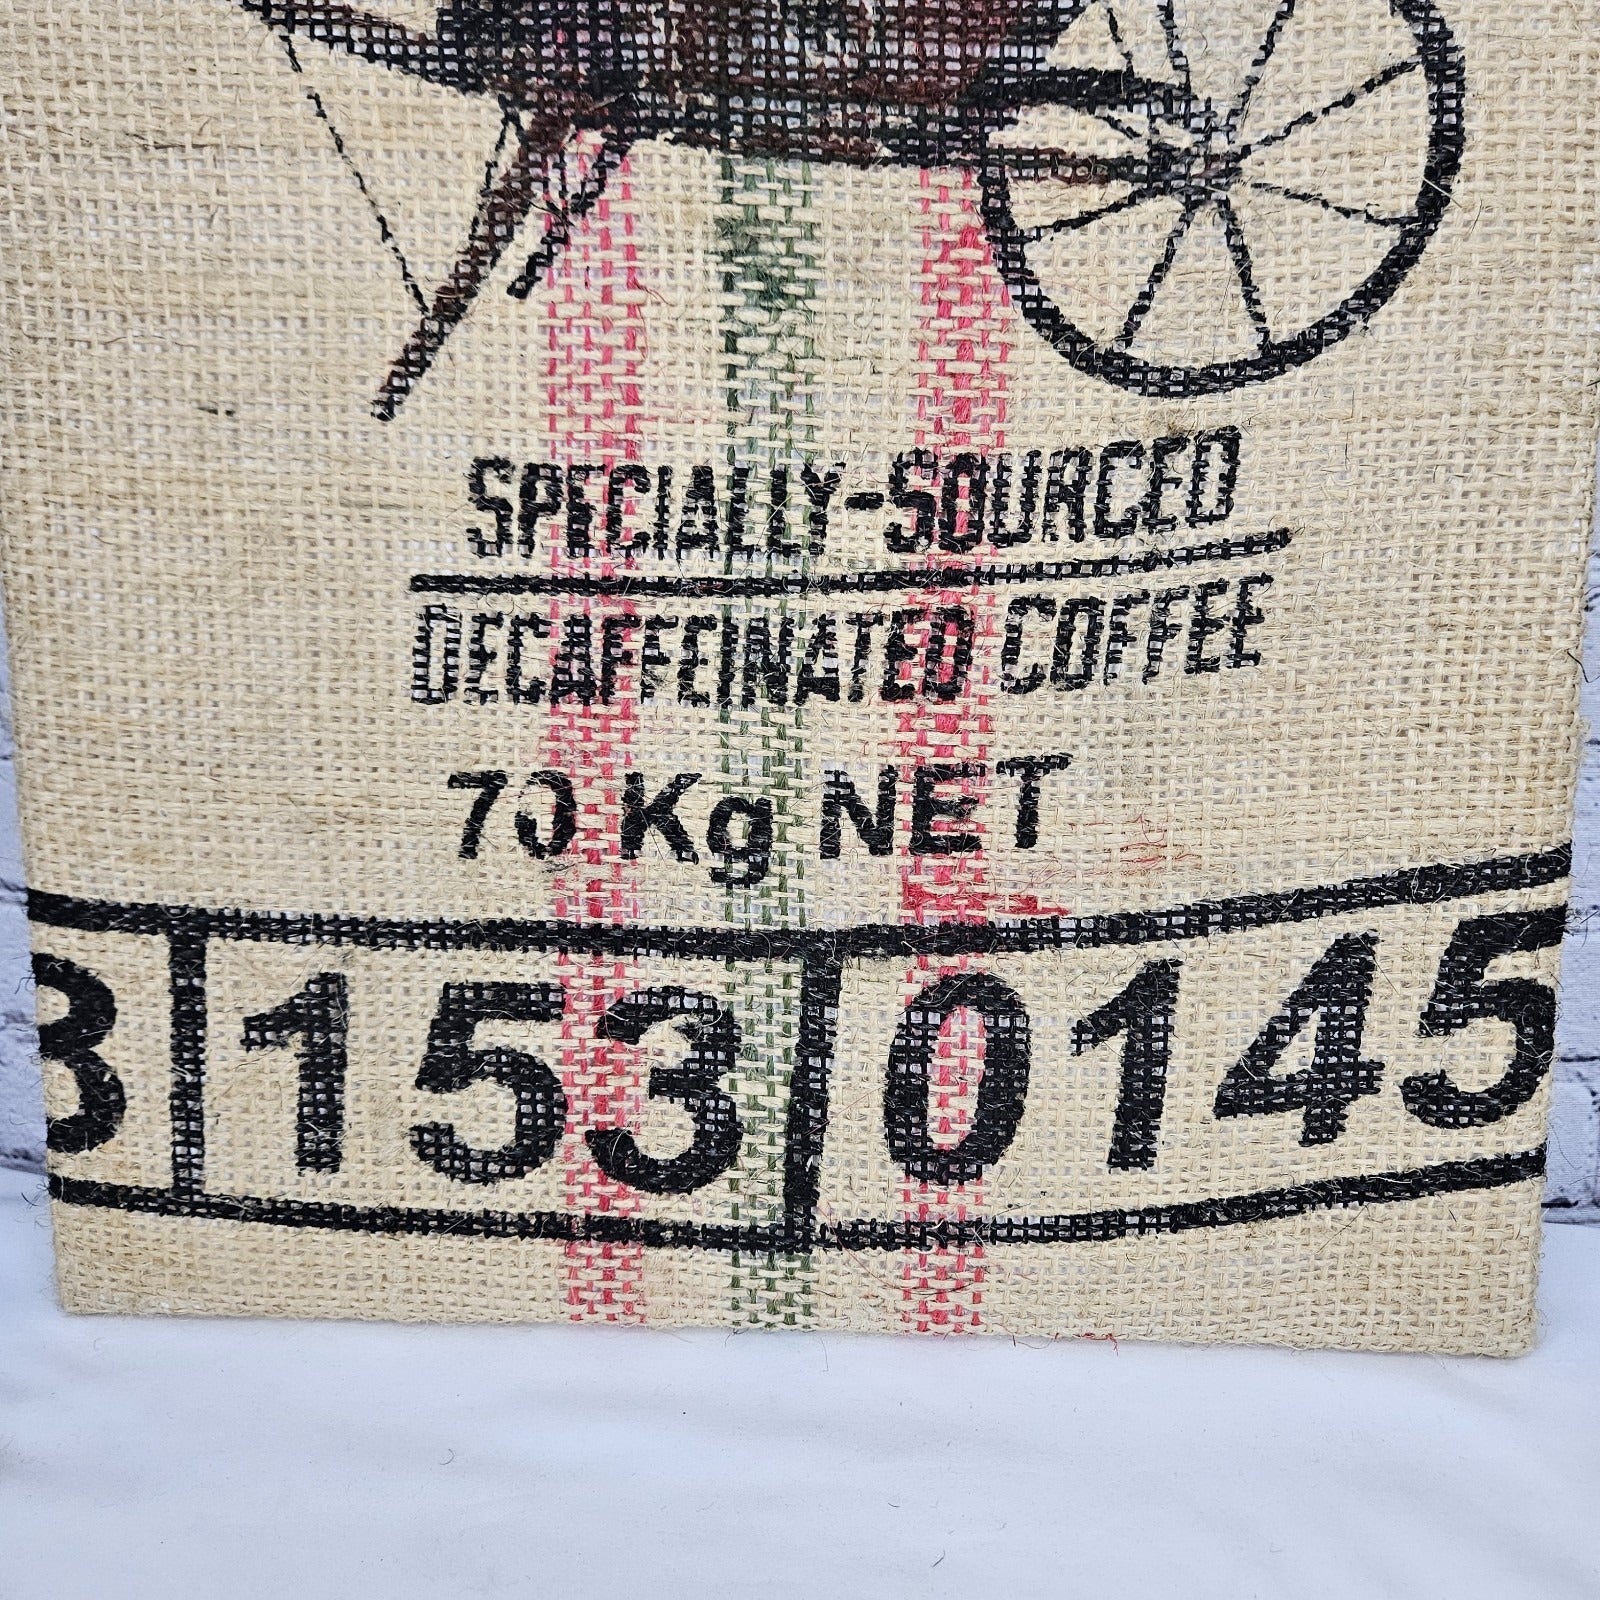 SPECIALLY-SOURCED
DECAFFEINATED COFFEE
70 Kg NET
3 153 0145